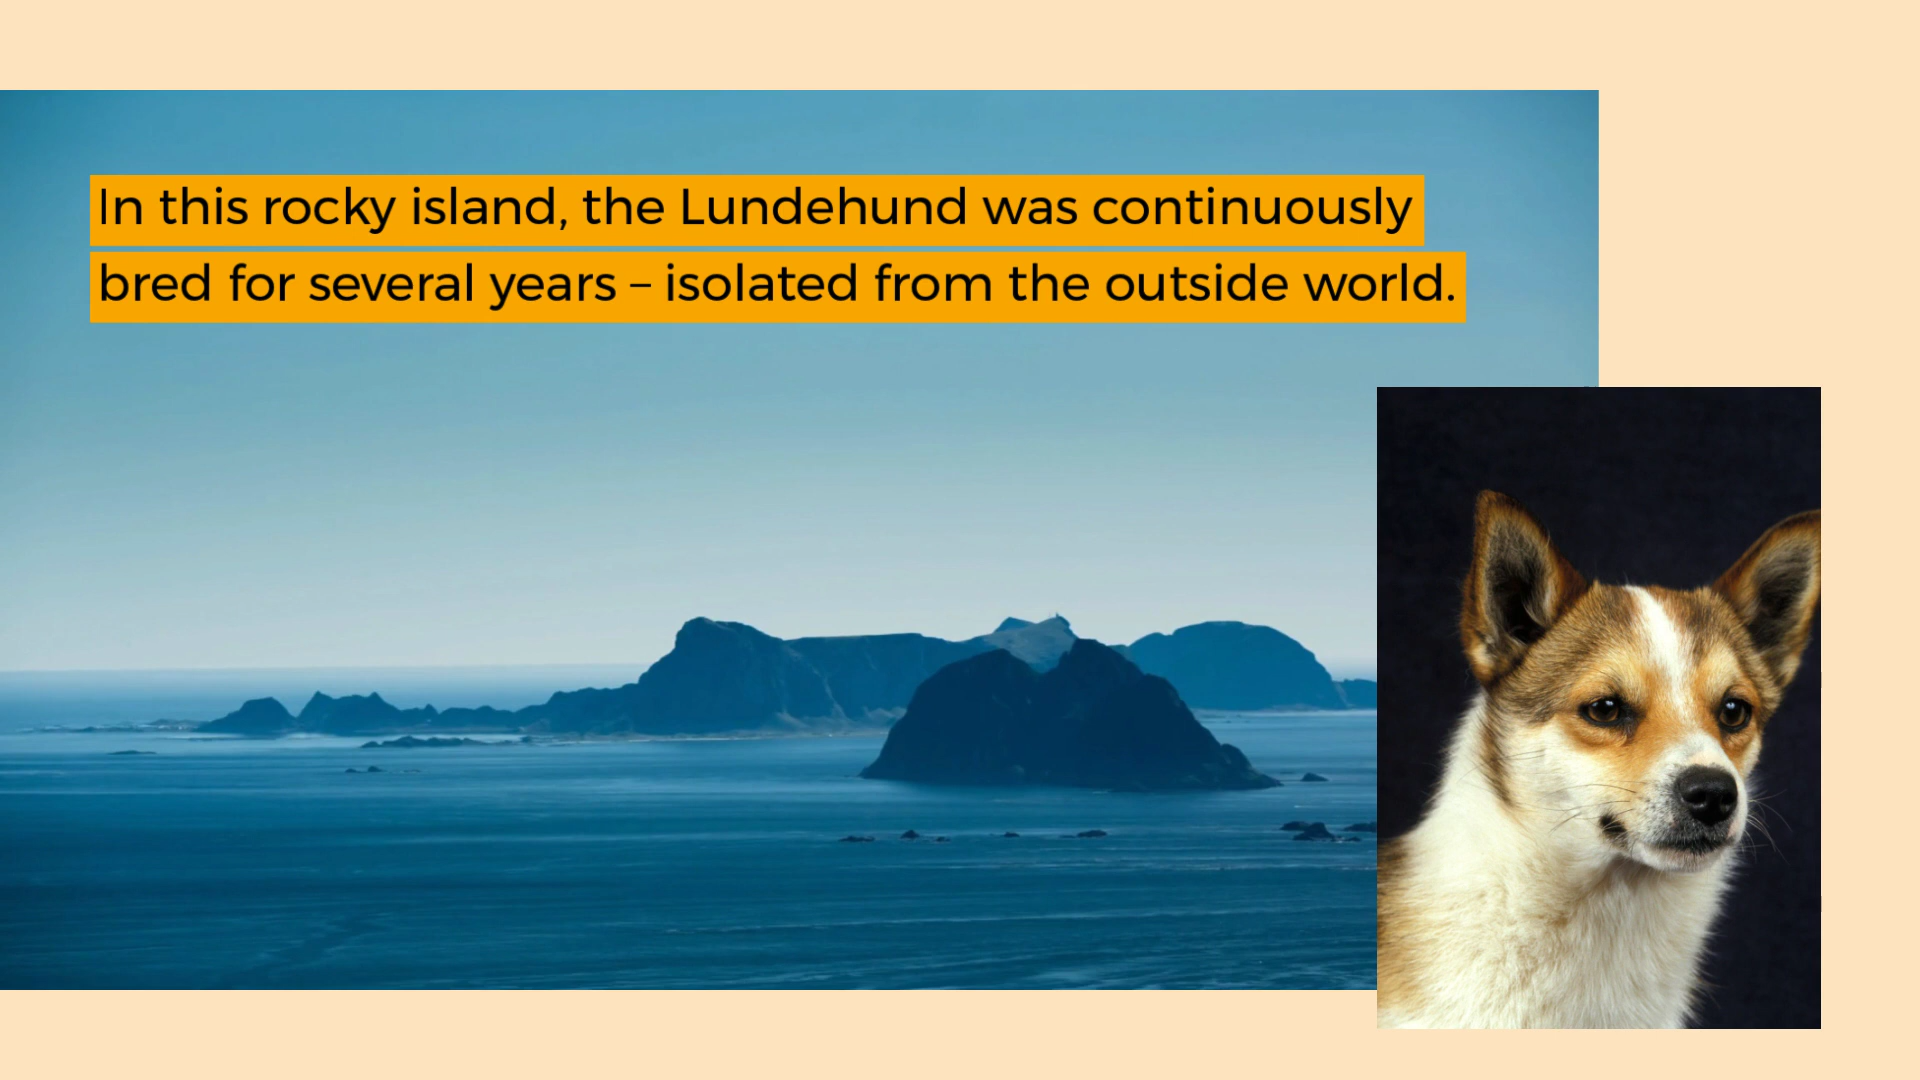 In this rocky island, the Lundehund was continuously
bred for several years – isolated from the outside world.